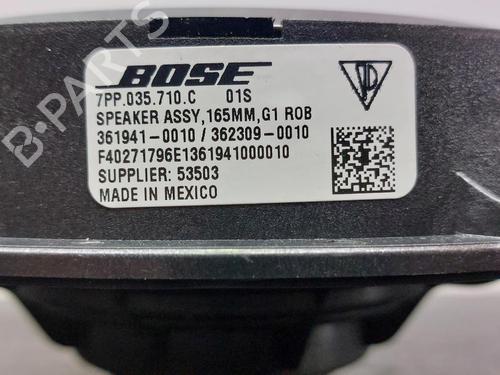 BOSE
7PP.035.710.C 01S
SPEAKER ASSY,165MM,G1 ROB
361941-0010 / 362309-0010
F40271796E1361941000010
SUPPLIER: 53503
MADE IN MEXICO
B-PARTS